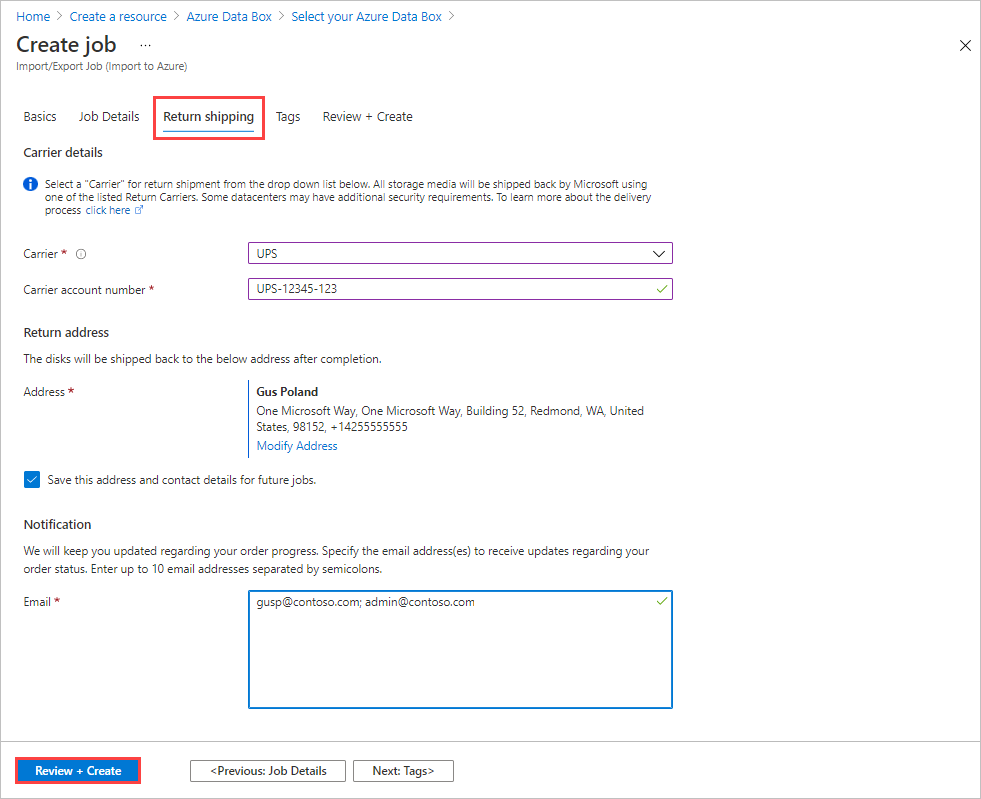 Home > Create a resource > Azure Data Box > Select your Azure Data Box >
Create job ...
Import/Export Job (Import to Azure)
Basics Job Details Return shipping Tags Review + Create
Carrier details
Select a "Carrier" for return shipment from the drop down list below. All storage media will be shipped back by Microsoft using
one of the listed Return Carriers. Some datacenters may have additional security requirements. To learn more about the delivery
process click here
Carrier *
UPS
Carrier account number *
UPS-12345-123
Return address
The disks will be shipped back to the below address after completion.
Address *
Gus Poland
One Microsoft Way, One Microsoft Way, Building 52, Redmond, WA, United
States, 98152, +14255555555
Modify Address
Save this address and contact details for future jobs.
Notification
We will keep you updated regarding your order progress. Specify the email address(es) to receive updates regarding your
order status. Enter up to 10 email addresses separated by semicolons.
Email *
gusp@contoso.com; admin@contoso.com
Review + Create <Previous: Job Details Next: Tags>